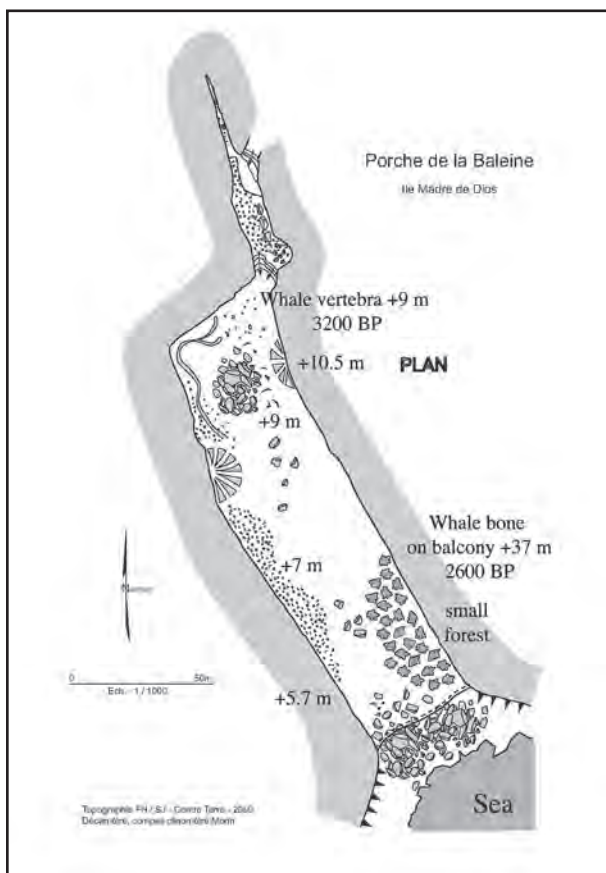 Porche de la Baleine
Ile Madre de Dios
Whale vertebra +9 m
3200 BP
+10.5 m
PLAN
+9 m
Whale bone
on balcony +37 m
2600 BP
+7 m
small
forest
0 50m
Ech. - 1 / 1000
+5.7 m
Sea
Topographie FH / SJ - Centre Terre -